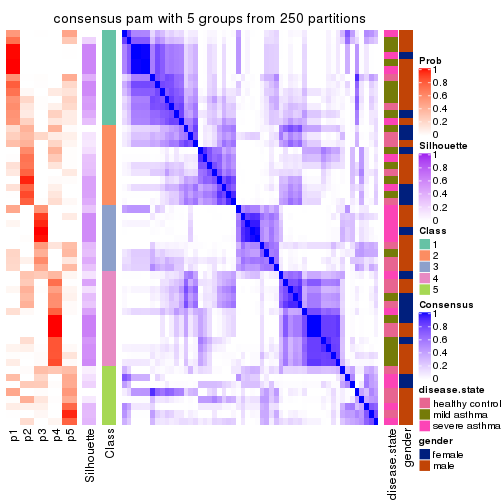 consensus pam with 5 groups from 250 partitions
Prob
1
0.8
0.6
0.4
0.2
0
Silhouette
1
0.8
0.6
0.4
0.2
0
Class
1
2
3
4
5
Consensus
1
0.8
0.6
0.4
0.2
0
disease.state
healthy control
mild asthma
severe asthma
gender
female
male
p1
p2
p3
p4
p5
Silhouette
Class
disease.state
gender